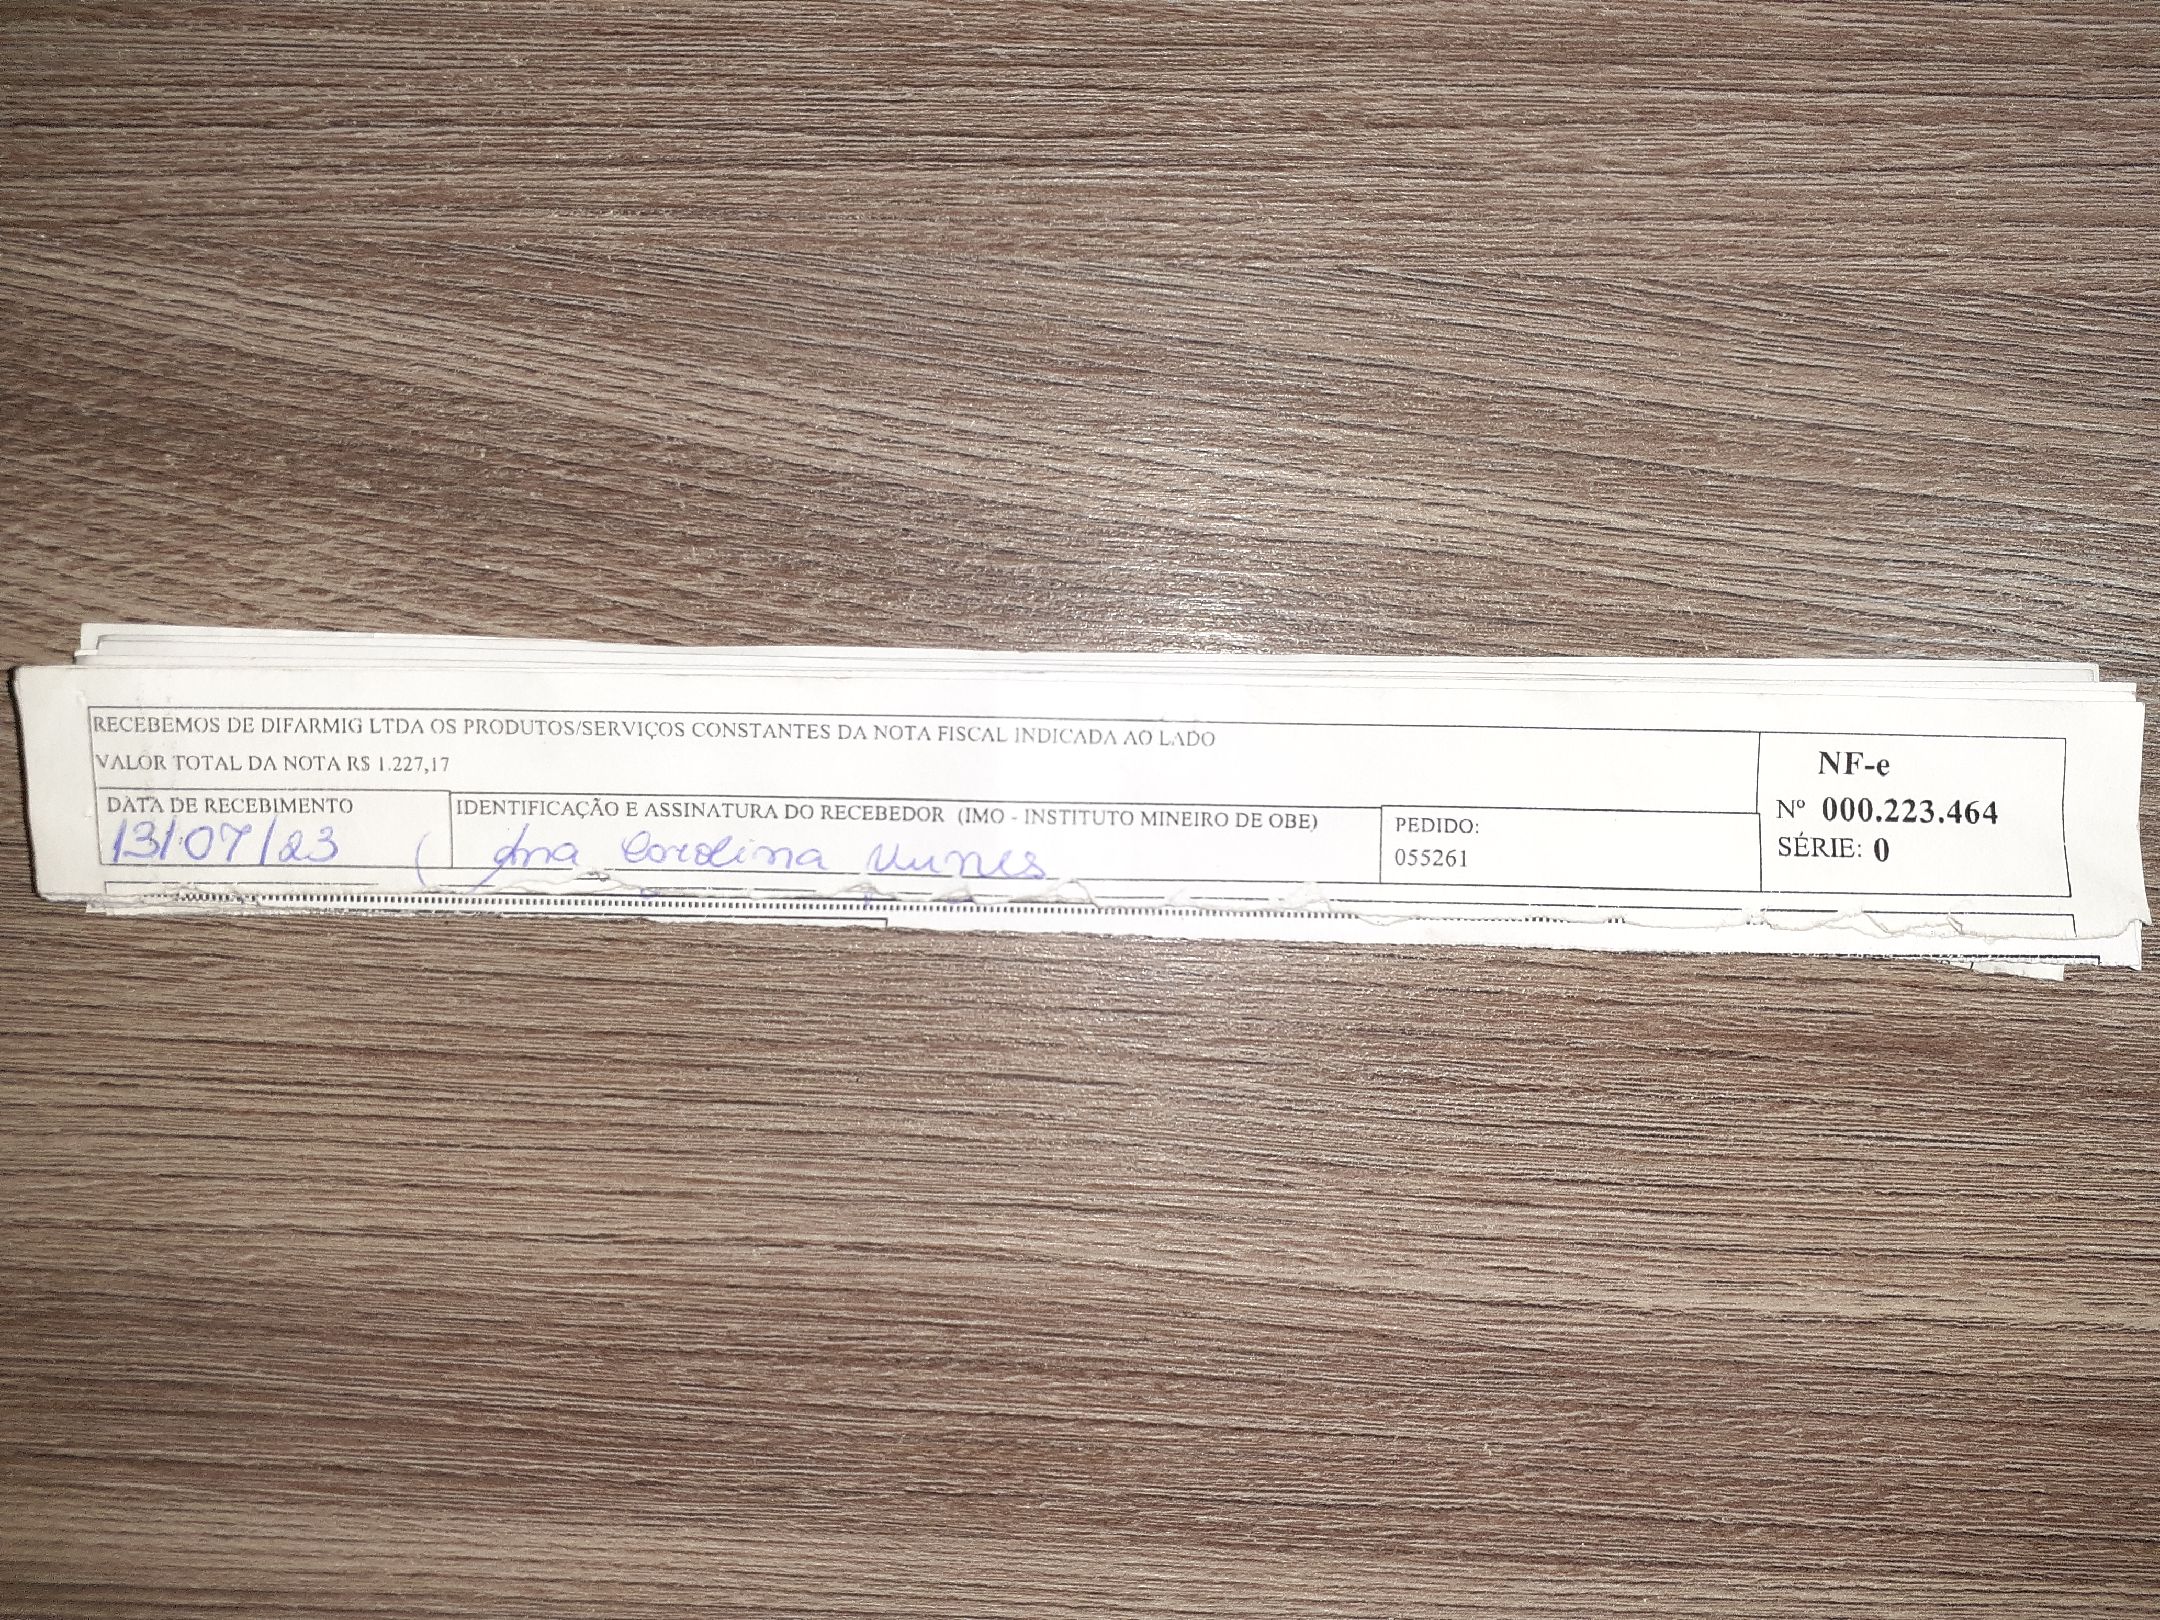 RECEBEMOS DE DIFARMIG LTDA OS PRODUTOS/SERVIÇOS CONSTANTES DA NOTA FISCAL INDICADA AO LADO
VALOR TOTAL DA NOTA R$ 1.227,17
DATA DE RECEBIMENTO
13/07/23
IDENTIFICAÇÃO E ASSINATURA DO RECEBEDOR (IMO - INSTITUTO MINEIRO DE OBE)
Ana Carolina Nunes
PEDIDO:
055261
NF-e
Nº 000.223.464
SÉRIE: 0